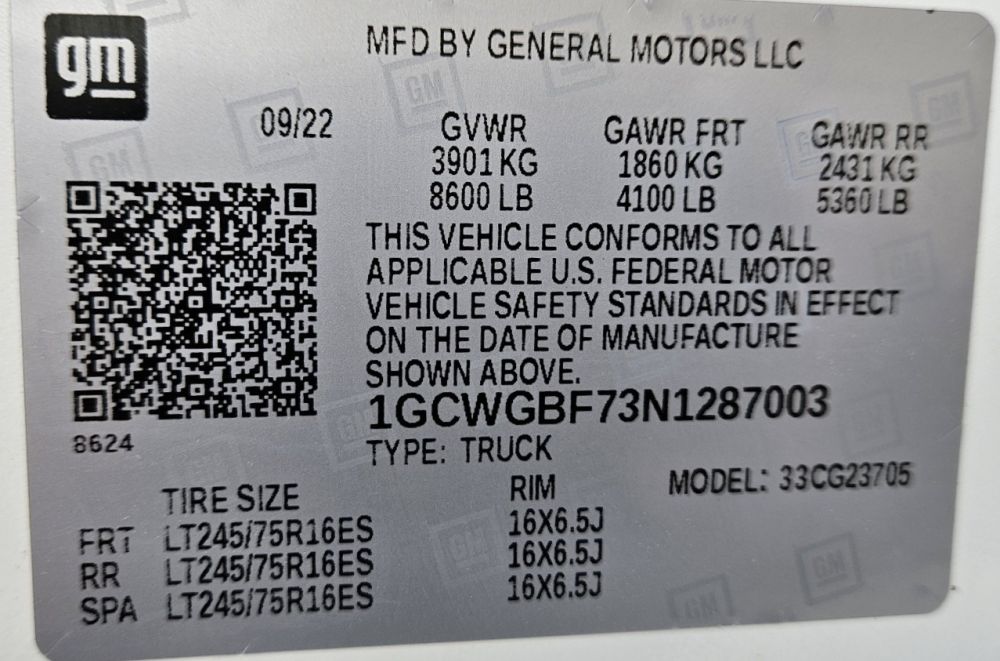 gm
MFD BY GENERAL MOTORS LLC
09/22 GVWR GAWR FRT GAWR RR
3901 KG 1860 KG 2431 KG
8600 LB 4100 LB 5360 LB
THIS VEHICLE CONFORMS TO ALL
APPLICABLE U.S. FEDERAL MOTOR
VEHICLE SAFETY STANDARDS IN EFFECT
ON THE DATE OF MANUFACTURE
SHOWN ABOVE.
1GCWGBF73N1287003
8624
TYPE: TRUCK
MODEL: 33CG23705
TIRE SIZE RIM
FRT LT245/75R16ES 16X6.5J
RR LT245/75R16ES 16X6.5J
SPA LT245/75R16ES 16X6.5J